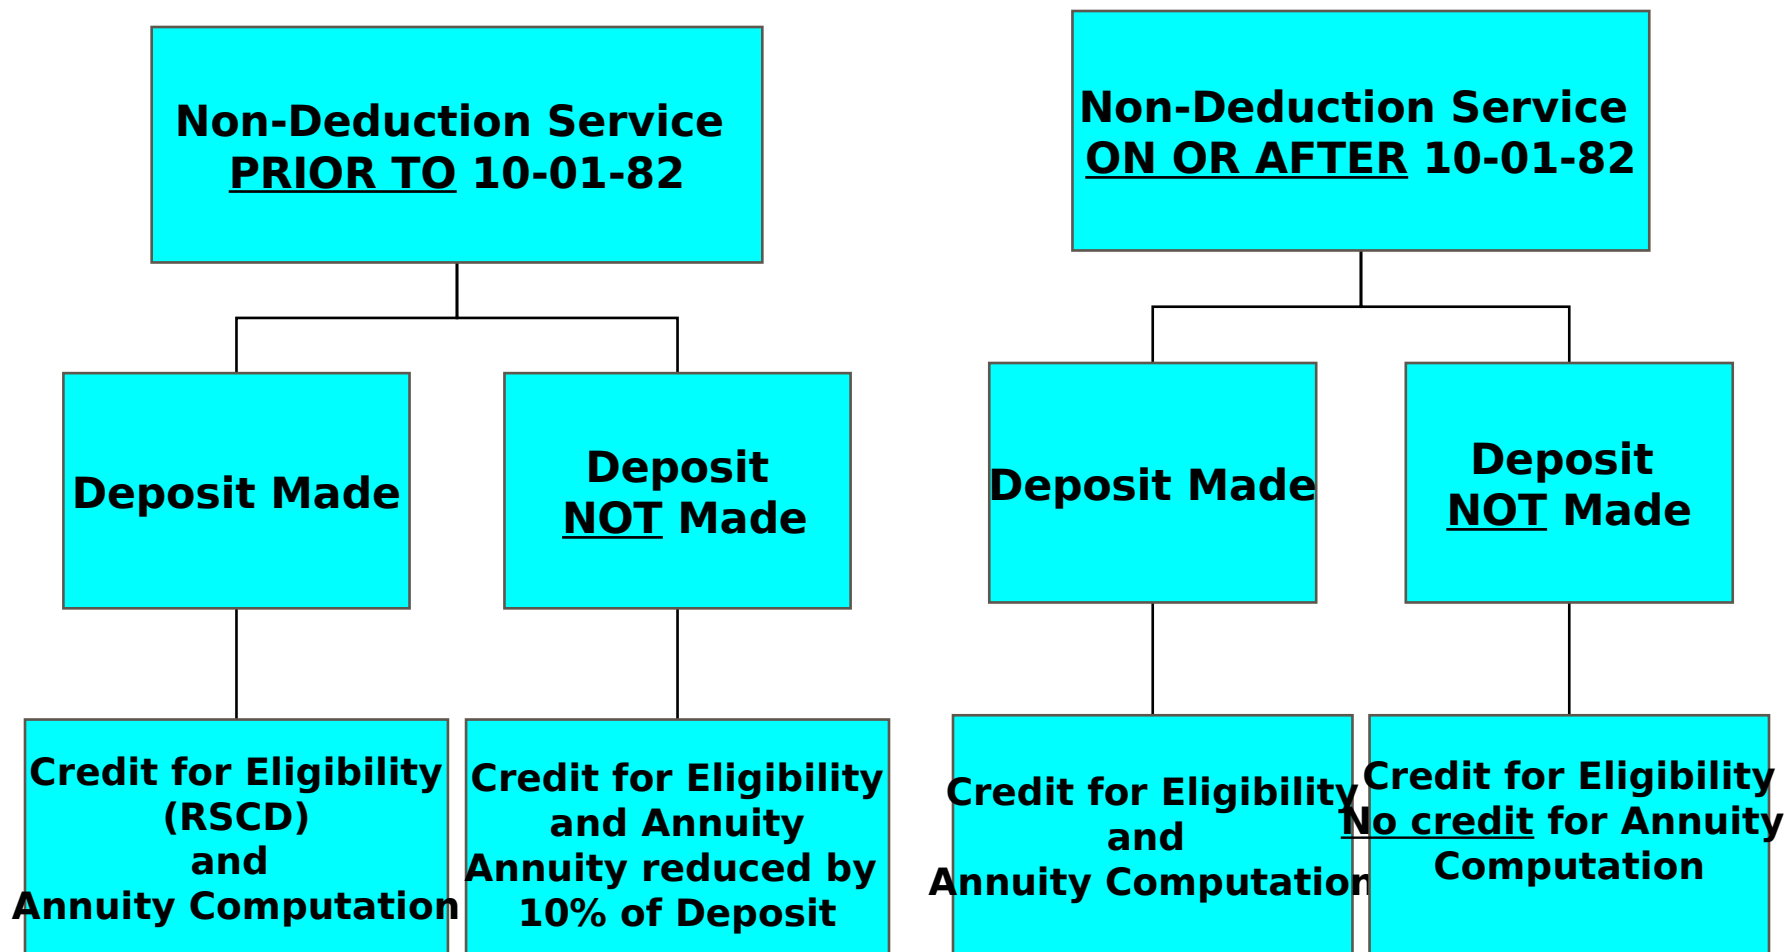 Non-Deduction Service
PRIOR TO 10-01-82
Non-Deduction Service
ON OR AFTER 10-01-82
Deposit Made
Deposit
NOT Made
Deposit Made
Deposit
NOT Made
Credit for Eligibility
(RSCD)
and
Annuity Computation
Credit for Eligibility
and Annuity
Annuity reduced by
10% of Deposit
Credit for Eligibility
and
Annuity Computation
Credit for Eligibility
No credit for Annuity
Computation